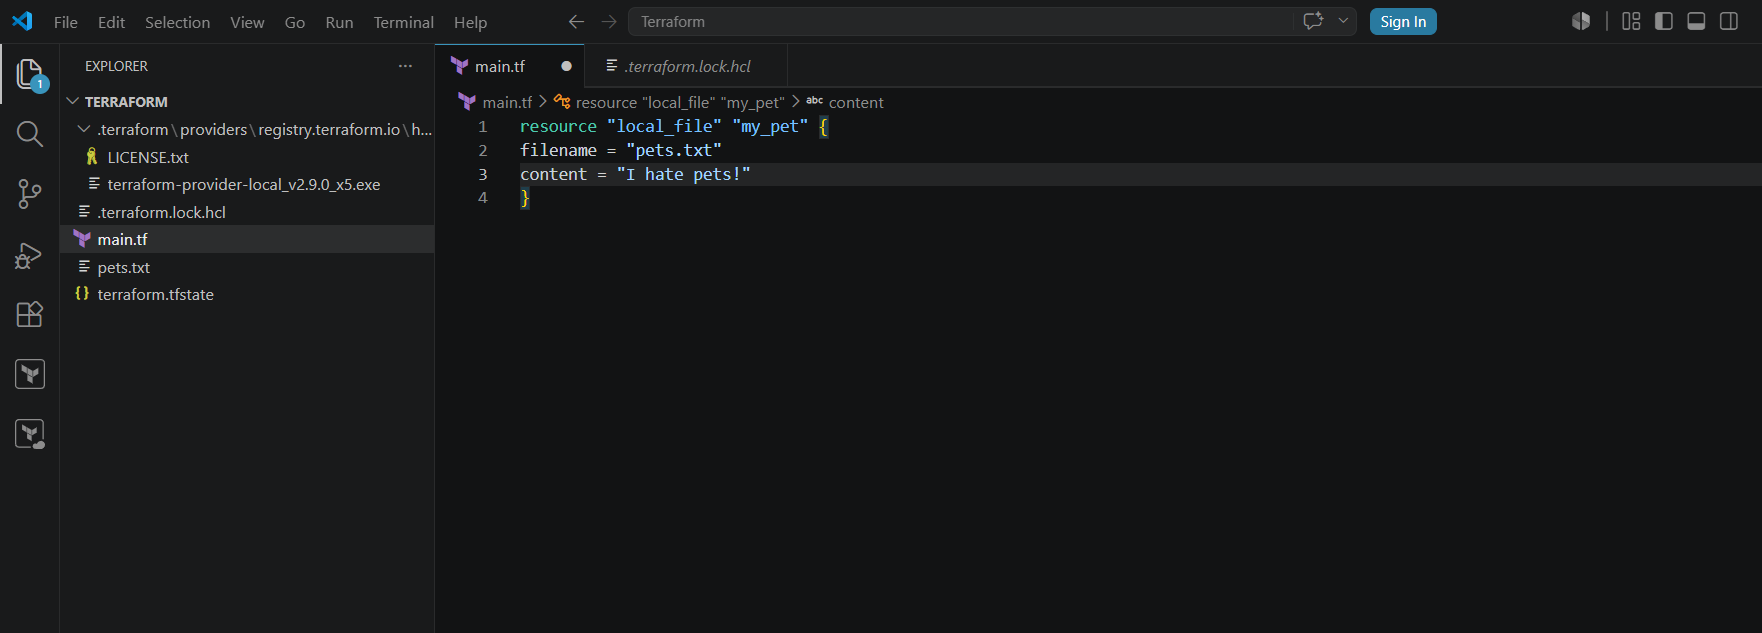 File Edit Selection View Go Run Terminal Help
Terraform
Sign In
1
EXPLORER
TERRAFORM
.terraform\providers\registry.terraform.io\h...
LICENSE.txt
terraform-provider-local_v2.9.0_x5.exe
.terraform.lock.hcl
main.tf
pets.txt
{} terraform.tfstate
main.tf
.terraform.lock.hcl
main.tf > resource "local_file" "my_pet" > abc content
1 resource "local_file" "my_pet" {
2 filename = "pets.txt"
3 content = "I hate pets!"
4 }